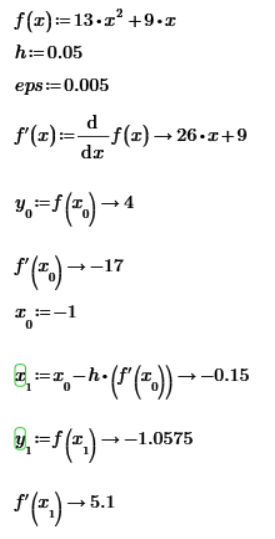 f(x):=13·x²+9·x
h:=0.05
eps:=0.005
f′(x):=d/dx f(x)→26·x+9
y₀:=f(x₀)→4
f′(x₀)→−17
x₀:=−1
x₁:=x₀−h·(f′(x₀))→−0.15
y₁:=f(x₁)→−1.0575
f′(x₁)→5.1